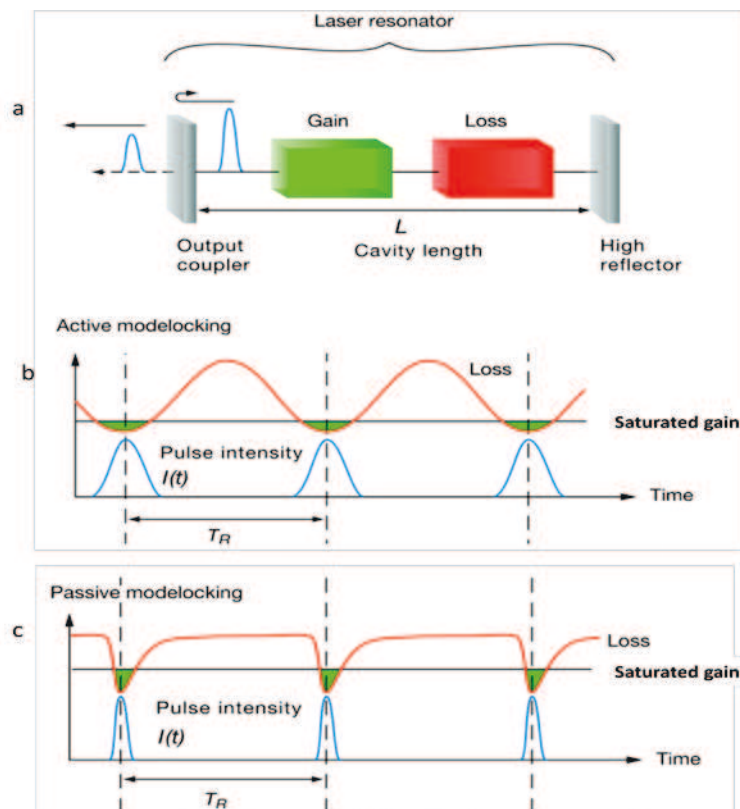 Laser resonator
a
Gain
Loss
L
Output coupler
Cavity length
High reflector
Active modelocking
b
Loss
Saturated gain
Pulse intensity
I(t)
Time
T_R
Passive modelocking
c
Loss
Saturated gain
Pulse intensity
I(t)
Time
T_R